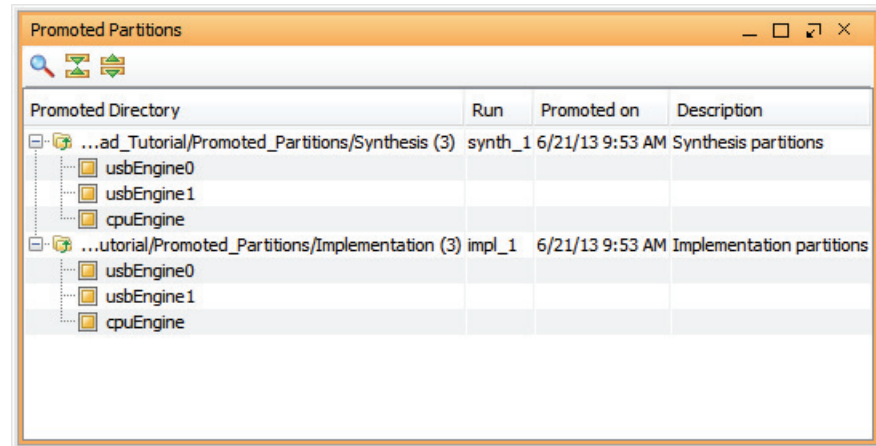 Promoted Partitions
Promoted Directory Run Promoted on Description
...ad_Tutorial/Promoted_Partitions/Synthesis (3) synth_1 6/21/13 9:53 AM Synthesis partitions
usbEngine0
usbEngine1
cpuEngine
...utorial/Promoted_Partitions/Implementation (3) impl_1 6/21/13 9:53 AM Implementation partitions
usbEngine0
usbEngine1
cpuEngine